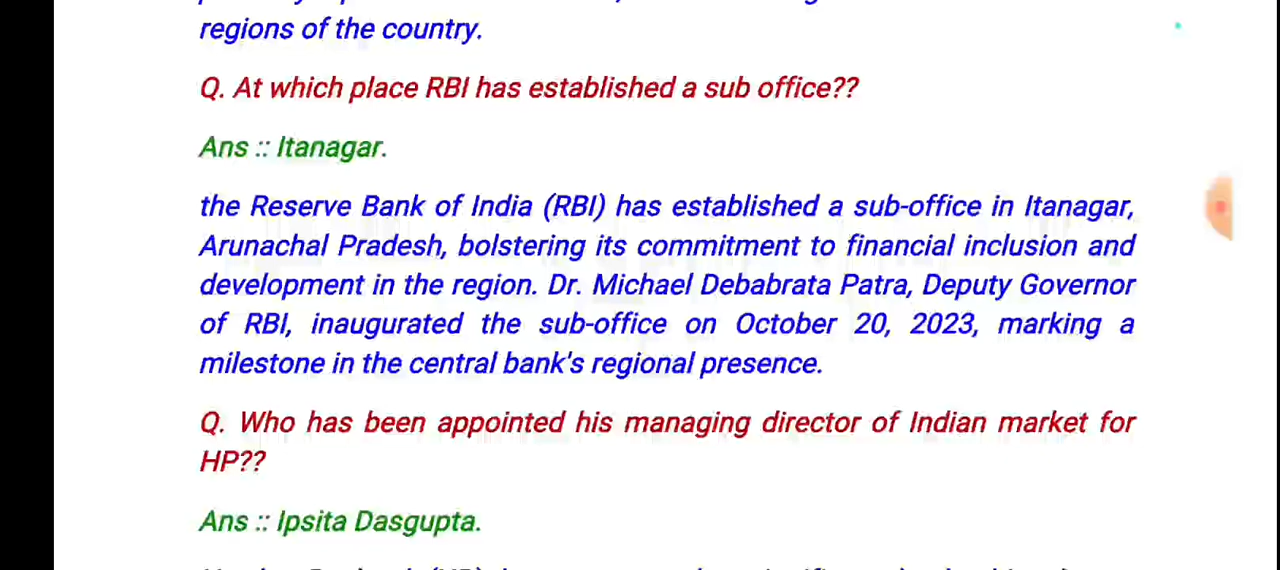 regions of the country.
Q. At which place RBI has established a sub office??
Ans :: Itanagar.
the Reserve Bank of India (RBI) has established a sub-office in Itanagar,
Arunachal Pradesh, bolstering its commitment to financial inclusion and
development in the region. Dr. Michael Debabrata Patra, Deputy Governor
of RBI, inaugurated the sub-office on October 20, 2023, marking a
milestone in the central bank's regional presence.
Q. Who has been appointed his managing director of Indian market for
HP??
Ans :: Ipsita Dasgupta.